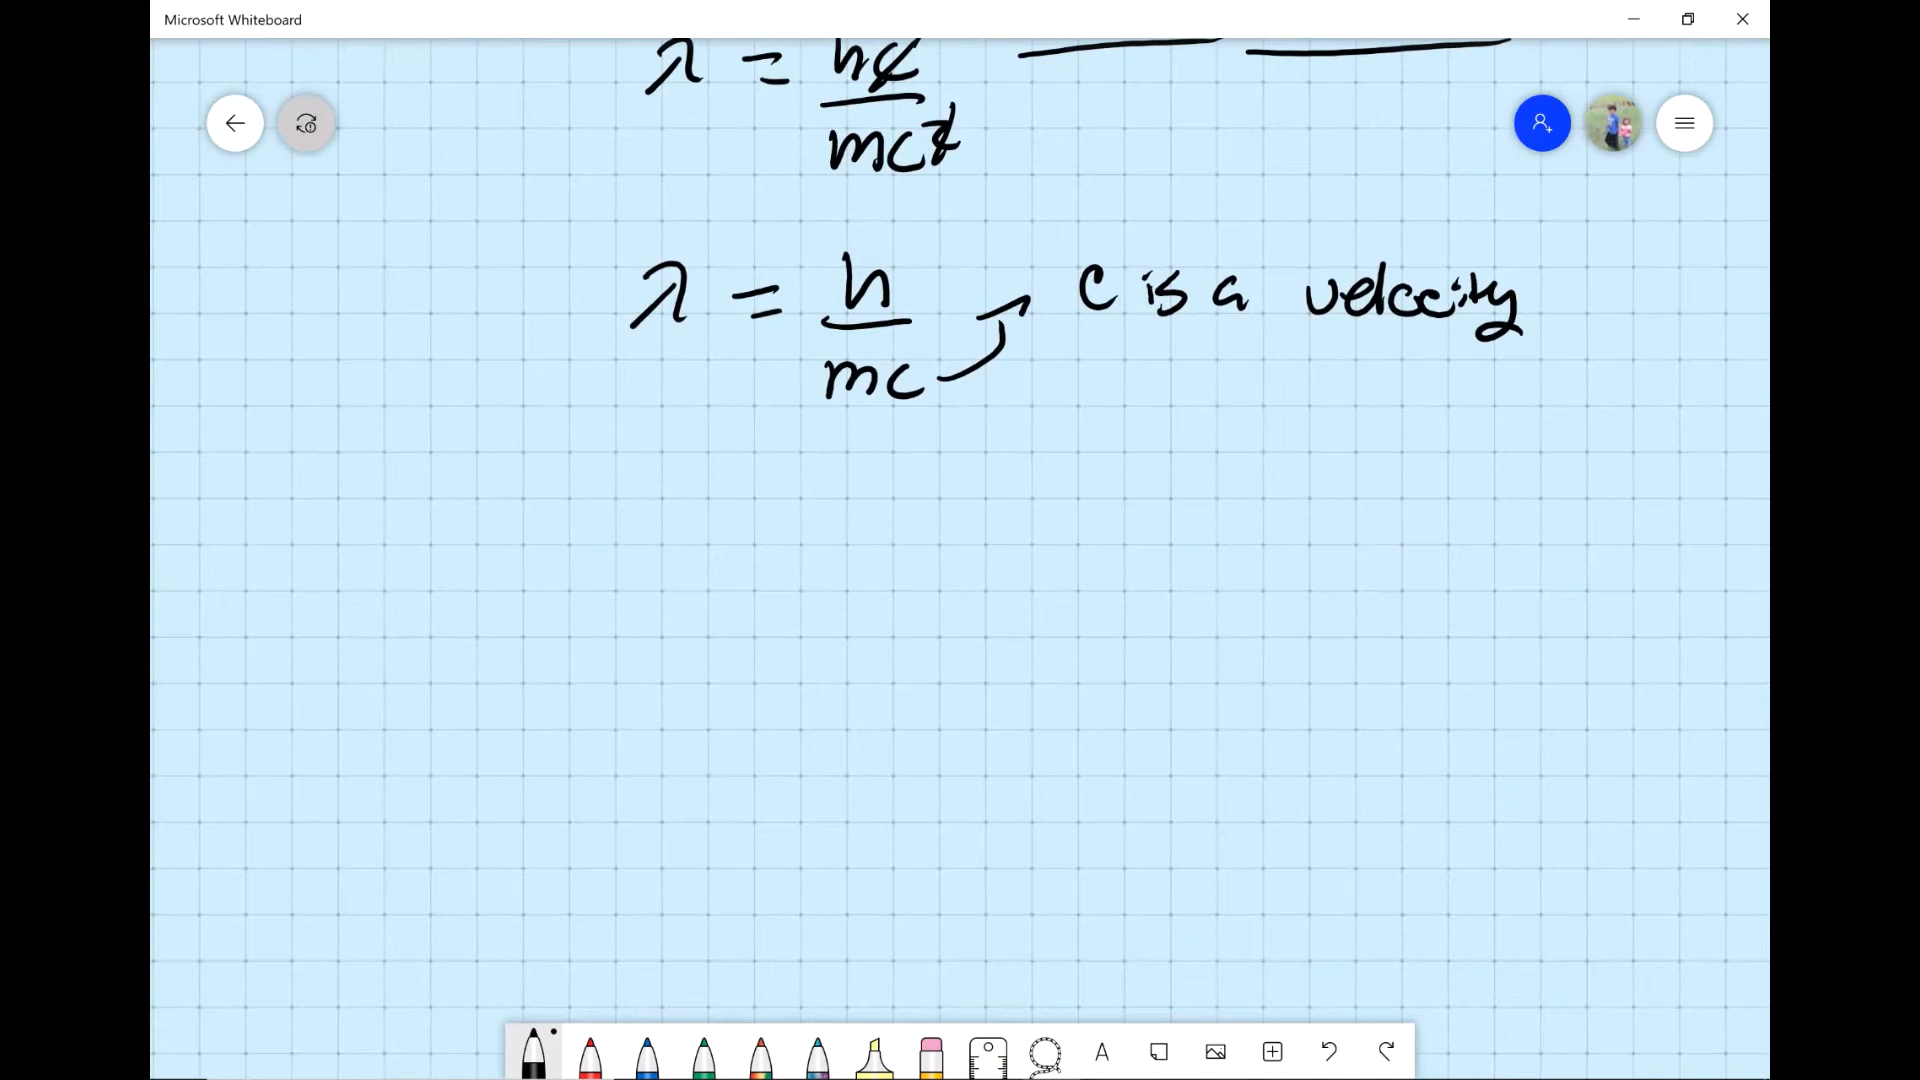 Microsoft Whiteboard
λ = hc
mc²
λ = h
mc
c is a velocity
A